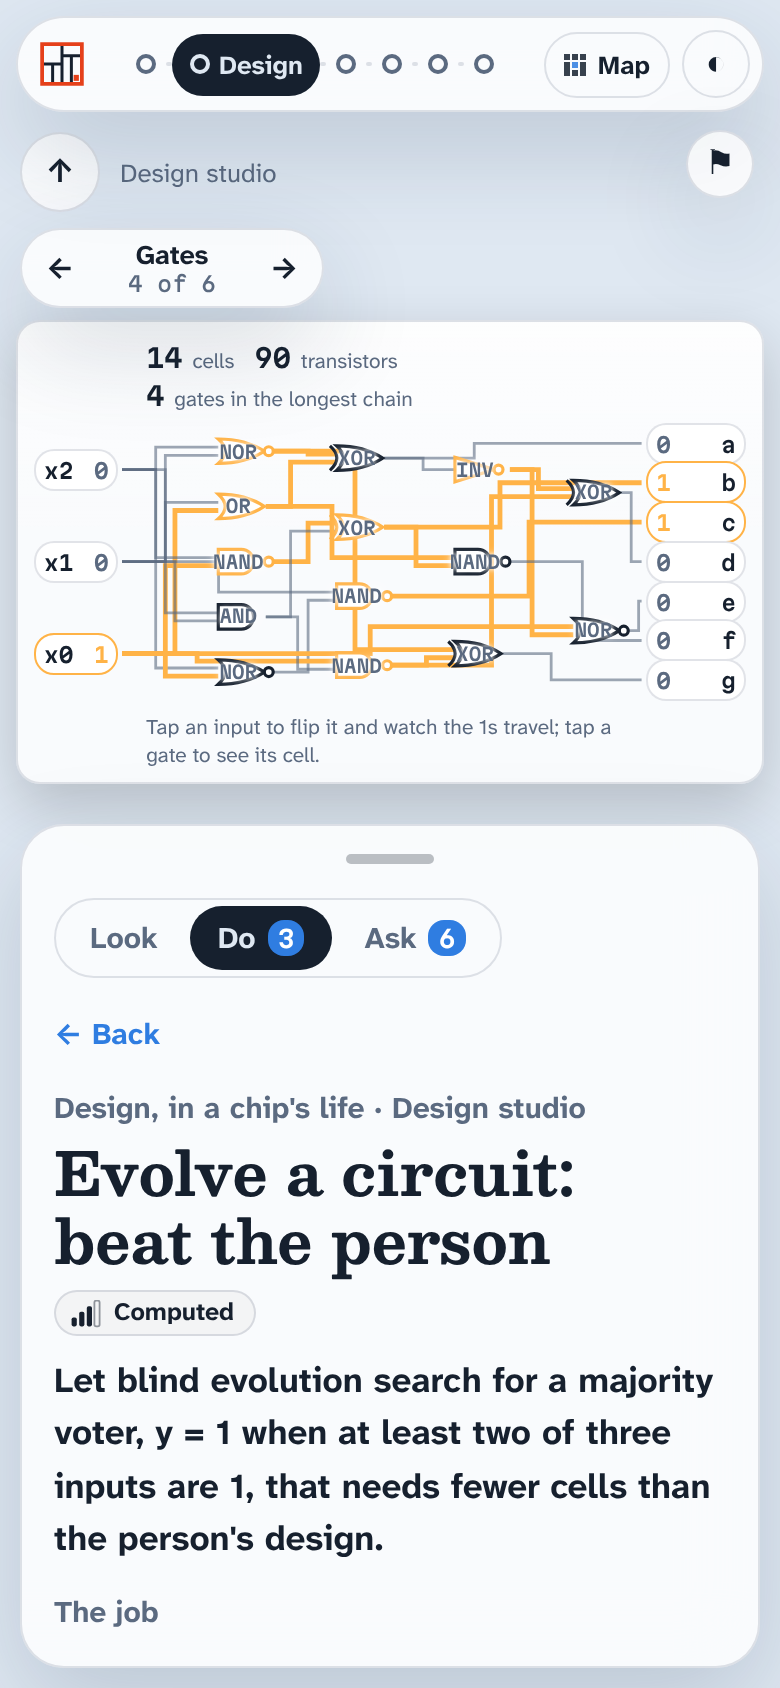 Design
Map
Design studio
Gates
4 of 6
14 cells 90 transistors
4 gates in the longest chain
x2 0
x1 0
x0 1
NOR
OR
NAND
AND
NOR
XOR
XOR
NAND
NAND
INV
NAND
XOR
XOR
NOR
0 a
1 b
1 c
0 d
0 e
0 f
0 g
Tap an input to flip it and watch the 1s travel; tap a
gate to see its cell.
Look Do 3 Ask 6
← Back
Design, in a chip's life · Design studio
Evolve a circuit:
beat the person
Computed
Let blind evolution search for a majority
voter, y = 1 when at least two of three
inputs are 1, that needs fewer cells than
the person's design.
The job